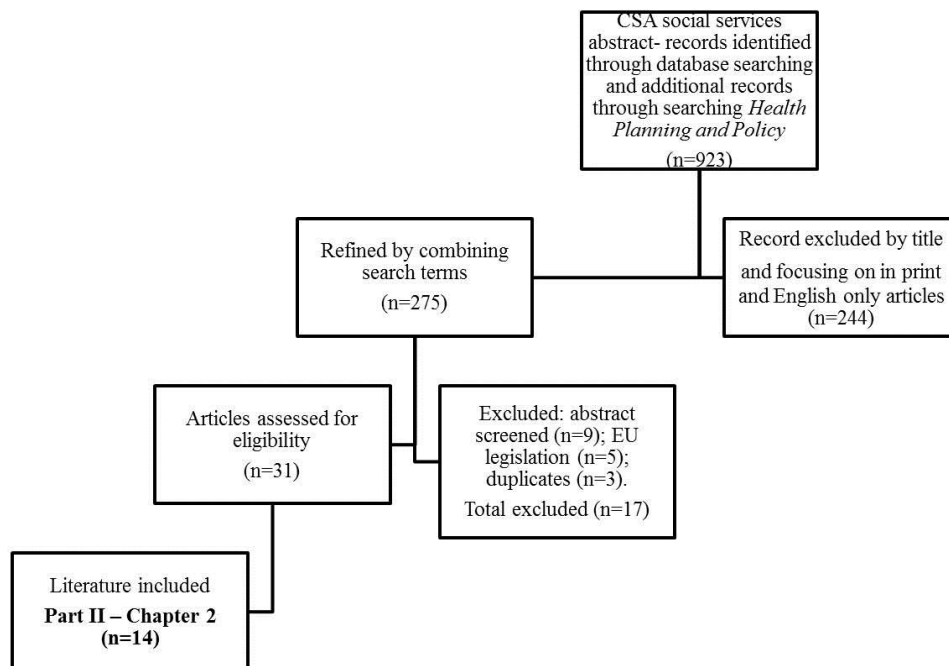 CSA social services
abstract- records identified
through database searching
and additional records
through searching Health
Planning and Policy
(n=923)
Refined by combining
search terms
(n=275)
Record excluded by title
and focusing on in print
and English only articles
(n=244)
Articles assessed for
eligibility
(n=31)
Excluded: abstract
screened (n=9); EU
legislation (n=5);
duplicates (n=3).
Total excluded (n=17)
Literature included
Part II – Chapter 2
(n=14)